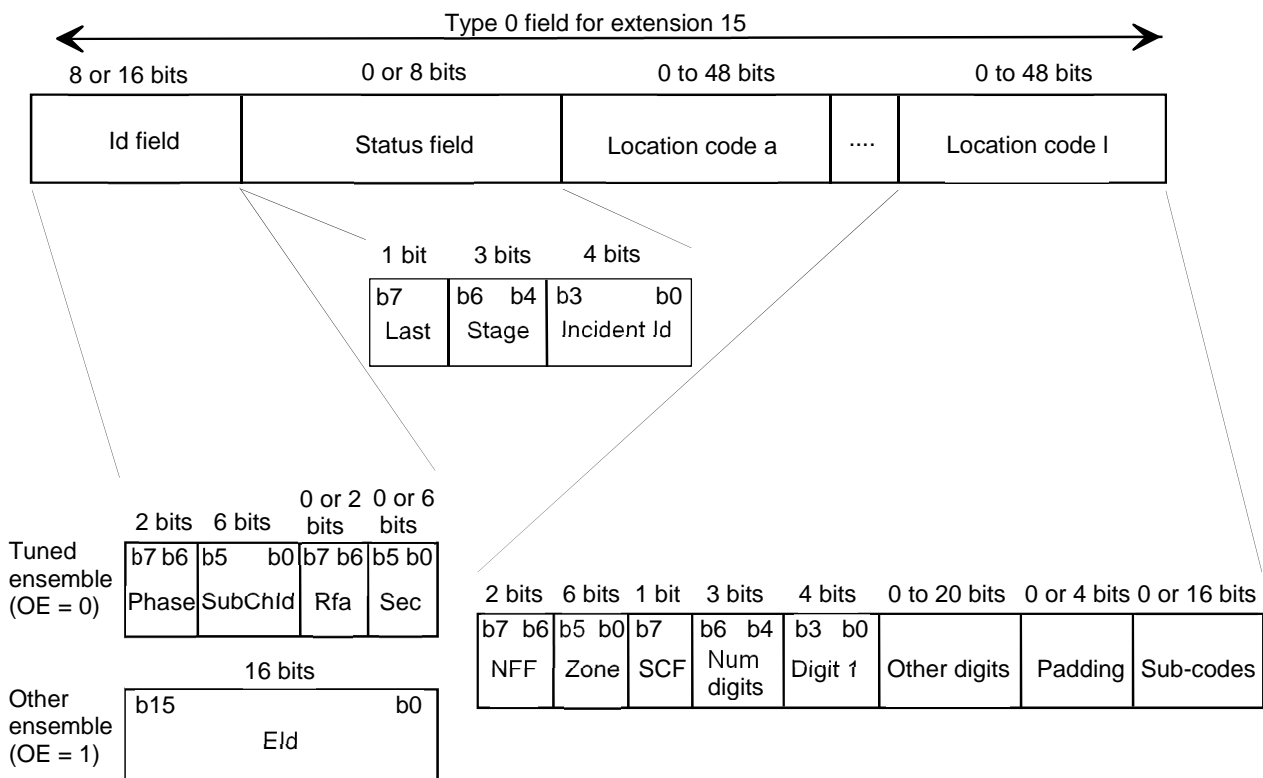 Type 0 field for extension 15
8 or 16 bits 0 or 8 bits 0 to 48 bits 0 to 48 bits
Id field Status field Location code a .... Location code l
1 bit 3 bits 4 bits
b7 b6 b4 b3 b0
Last Stage Incident Id
Tuned
ensemble
(OE = 0)
2 bits 6 bits 0 or 2 bits 0 or 6 bits
b7 b6 b5 b0 b7 b6 b5 b0
Phase SubChId Rfa Sec
Other
ensemble
(OE = 1)
16 bits
b15 b0
EId
2 bits 6 bits 1 bit 3 bits 4 bits 0 to 20 bits 0 or 4 bits 0 or 16 bits
b7 b6 b5 b0 b7 b6 b4 b3 b0
NFF Zone SCF Num digits Digit 1 Other digits Padding Sub-codes